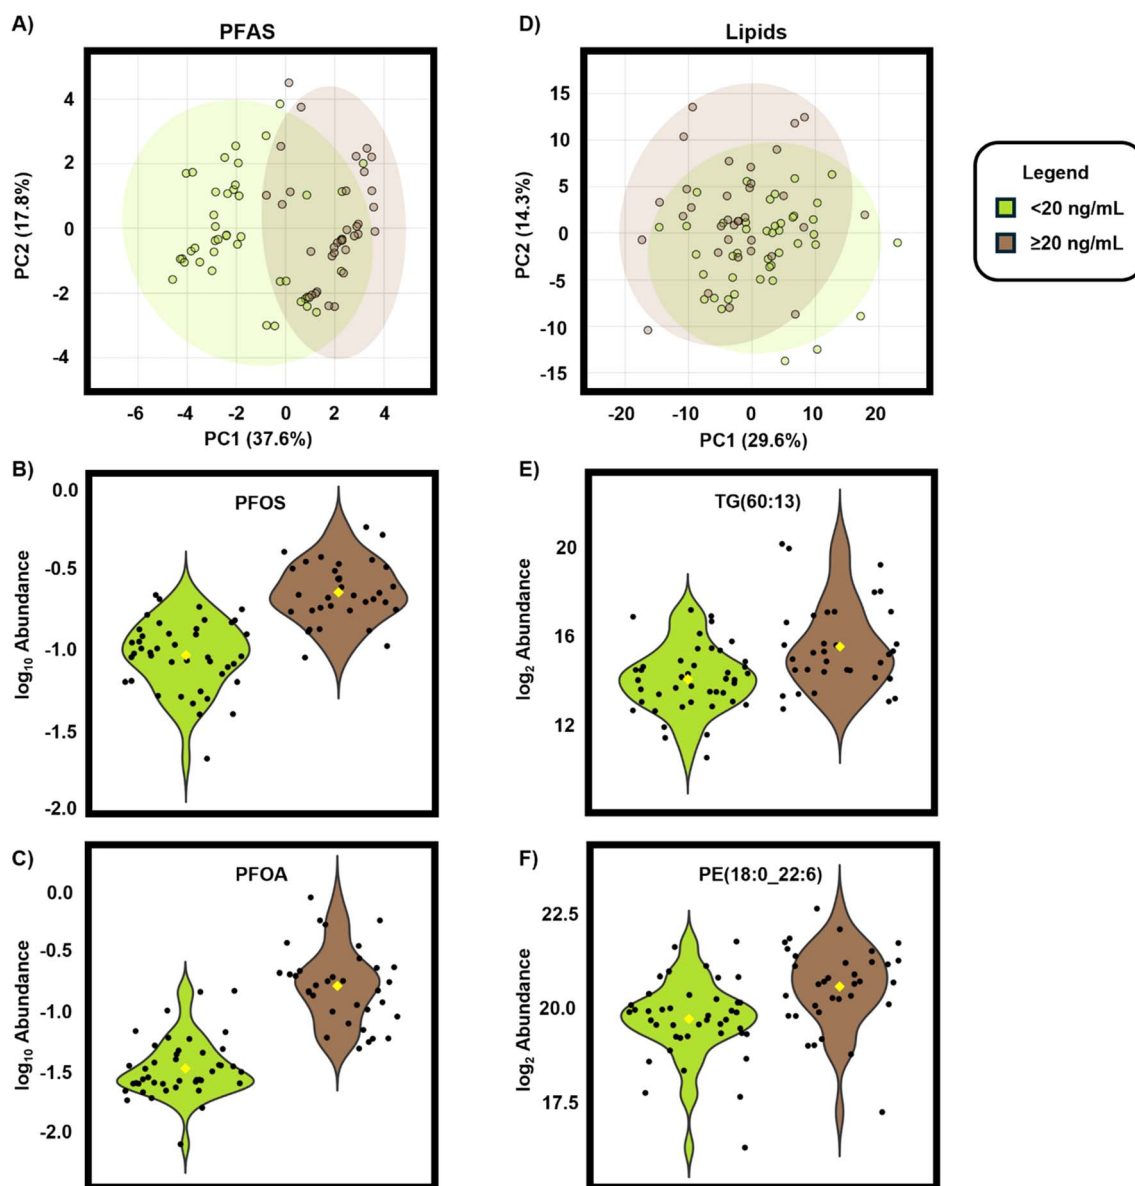 A)
PFAS
PC2 (17.8%)
4
2
0
-2
-4
-6
-4
-2
0
2
4
PC1 (37.6%)
D)
Lipids
PC2 (14.3%)
15
10
5
0
-5
-10
-15
-20
-10
0
10
20
PC1 (29.6%)
Legend
<20 ng/mL
≥20 ng/mL
B)
PFOS
log10 Abundance
0.0
-0.5
-1.0
-1.5
-2.0
E)
TG(60:13)
log2 Abundance
20
16
12
C)
PFOA
log10 Abundance
0.0
-0.5
-1.0
-1.5
-2.0
F)
PE(18:0_22:6)
log2 Abundance
22.5
20.0
17.5